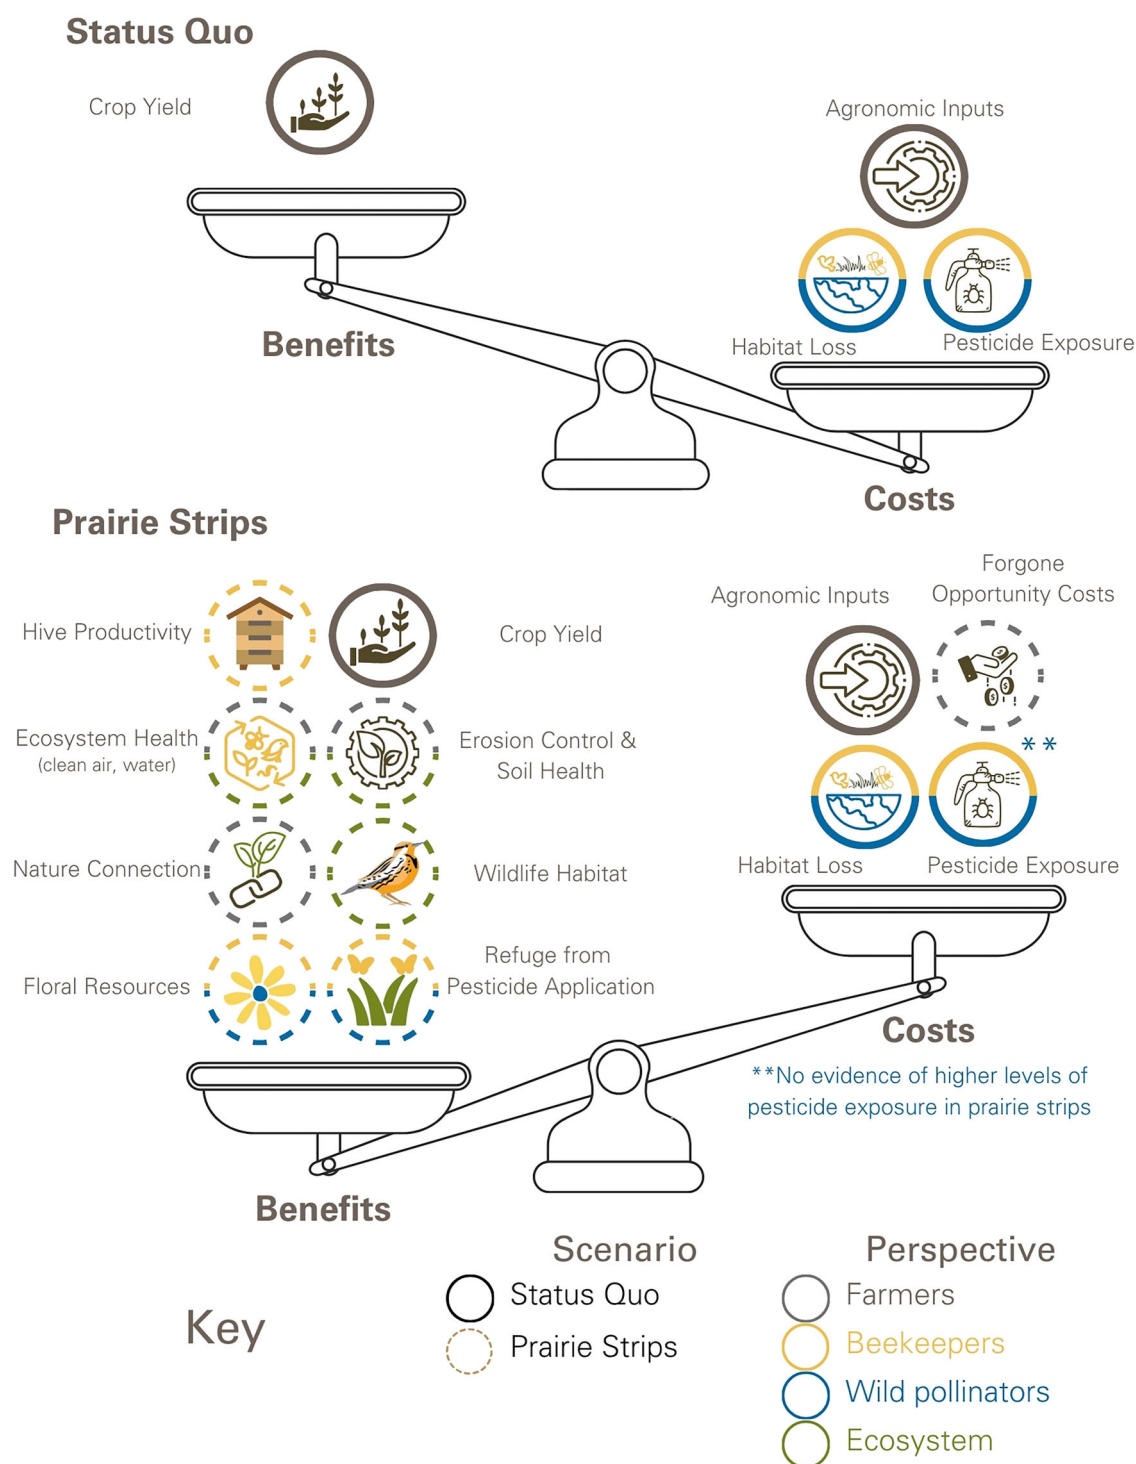 Status Quo
Crop Yield
Agronomic Inputs
Habitat Loss
Pesticide Exposure
Benefits
Costs
Prairie Strips
Hive Productivity
Crop Yield
Ecosystem Health
(clean air, water)
Erosion Control &
Soil Health
Nature Connection
Wildlife Habitat
Floral Resources
Refuge from
Pesticide Application
Agronomic Inputs
Forgone
Opportunity Costs
**
Habitat Loss
Pesticide Exposure
Costs
**No evidence of higher levels of
pesticide exposure in prairie strips
Benefits
Key
Scenario
Status Quo
Prairie Strips
Perspective
Farmers
Beekeepers
Wild pollinators
Ecosystem